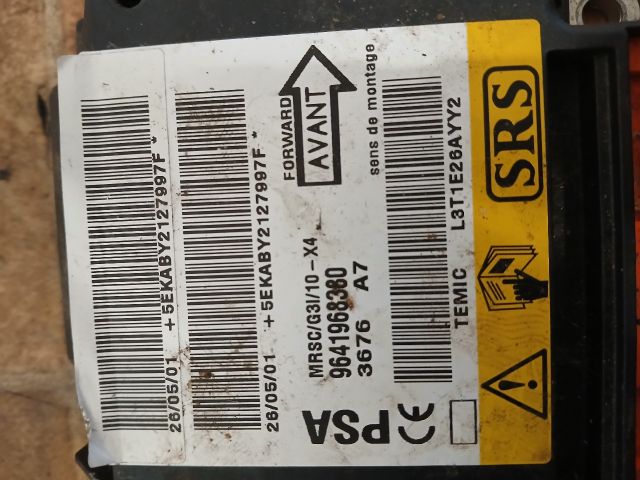 26/05/01 +5EKABY2127997F *
26/05/01 +5EKABY2127997F *
FORWARD
AVANT
sens de montage
CE PSA
MRSC/G3I/10-X4
9641968380
3676 A7
TEMIC L3T1E26AYY2
SRS